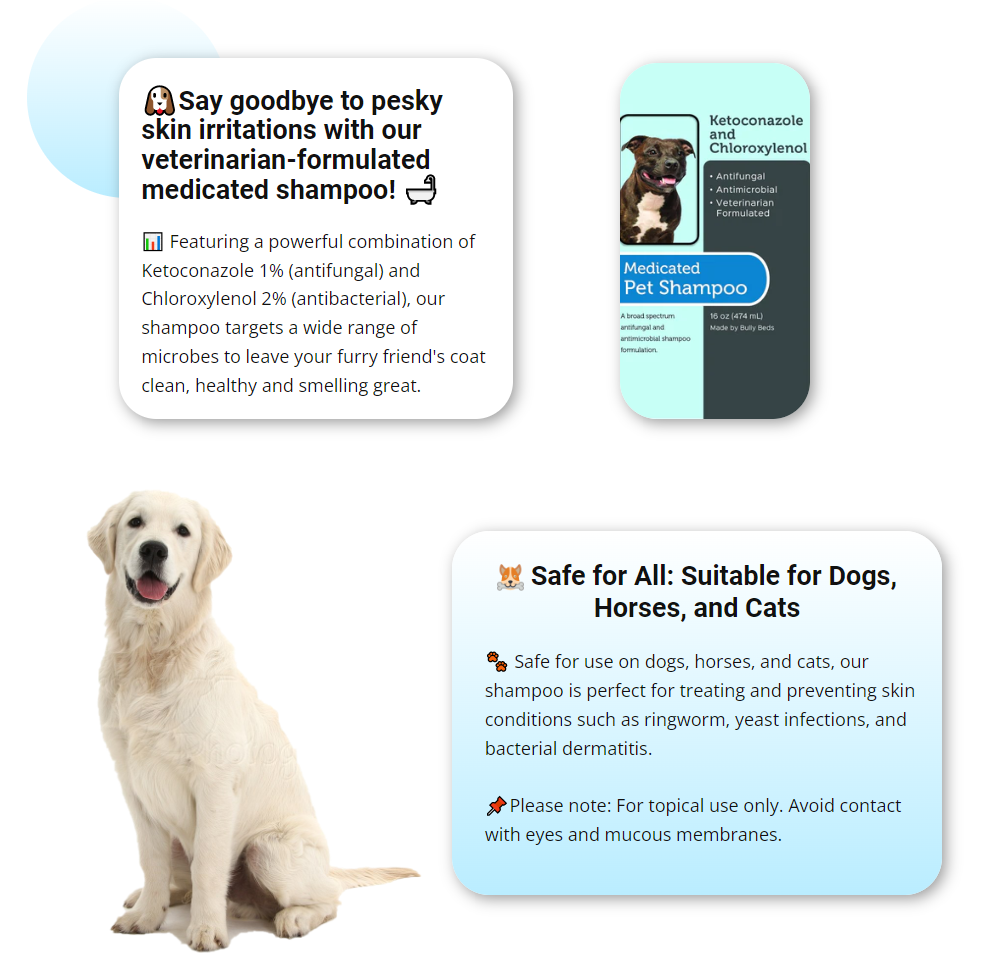 Say goodbye to pesky
skin irritations with our
veterinarian-formulated
medicated shampoo!
Featuring a powerful combination of
Ketoconazole 1% (antifungal) and
Chloroxylenol 2% (antibacterial), our
shampoo targets a wide range of
microbes to leave your furry friend's coat
clean, healthy and smelling great.
Ketoconazole
and
Chloroxylenol
• Antifungal
• Antimicrobial
• Veterinarian
Formulated
Medicated
Pet Shampoo
A broad spectrum
antifungal and
antimicrobial shampoo
formulation.
16 oz (474 mL)
Made by Bully Beds
Safe for All: Suitable for Dogs,
Horses, and Cats
Safe for use on dogs, horses, and cats, our
shampoo is perfect for treating and preventing skin
conditions such as ringworm, yeast infections, and
bacterial dermatitis.
Please note: For topical use only. Avoid contact
with eyes and mucous membranes.